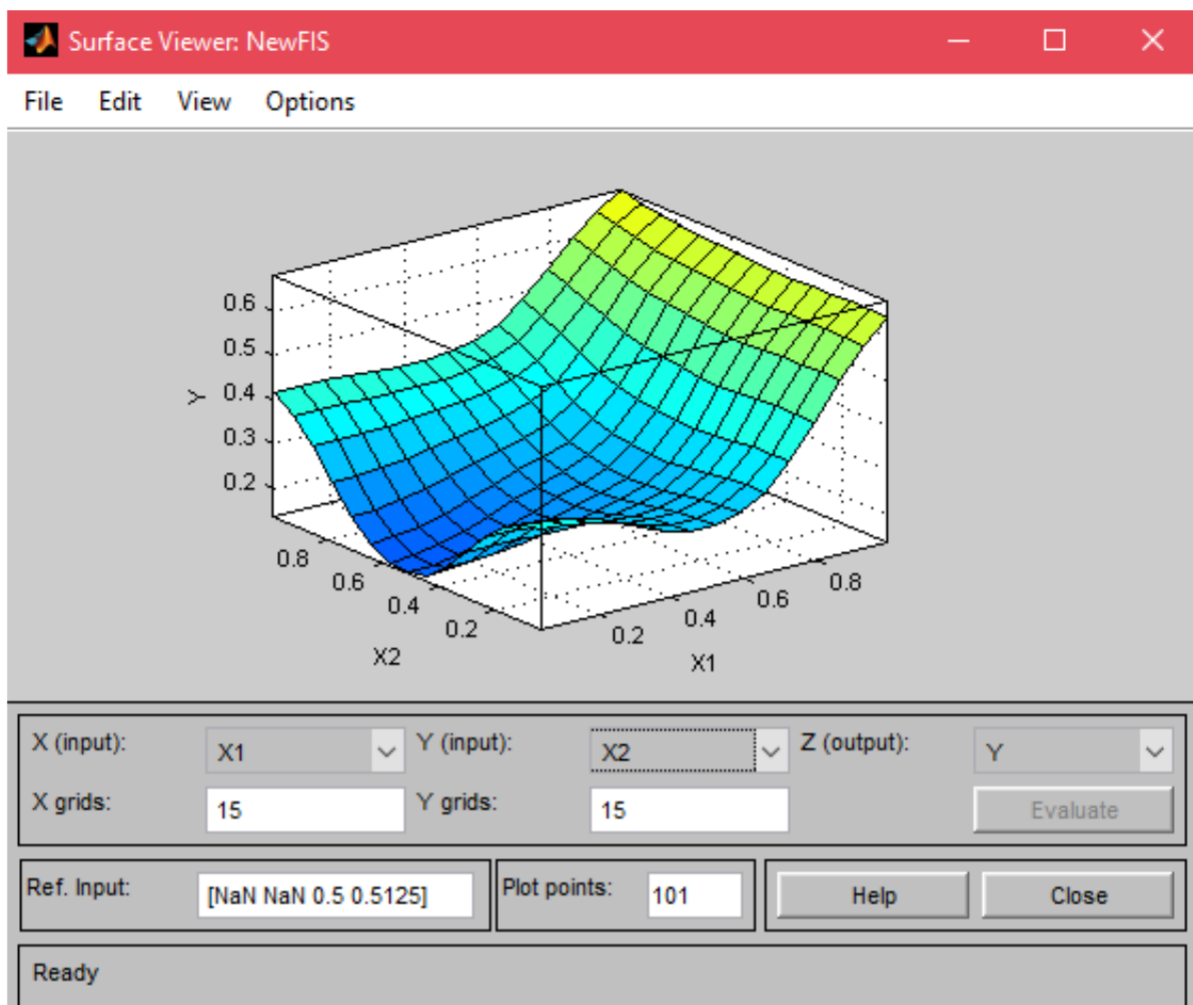 Surface Viewer: NewFIS
File Edit View Options
0.6
0.5
Y 0.4
0.3
0.2
0.8
0.6
0.4
0.2
X2
0.2
0.4
0.6
0.8
X1
X (input): X1 Y (input): X2 Z (output): Y
X grids: 15 Y grids: 15 Evaluate
Ref. Input: [NaN NaN 0.5 0.5125] Plot points: 101 Help Close
Ready